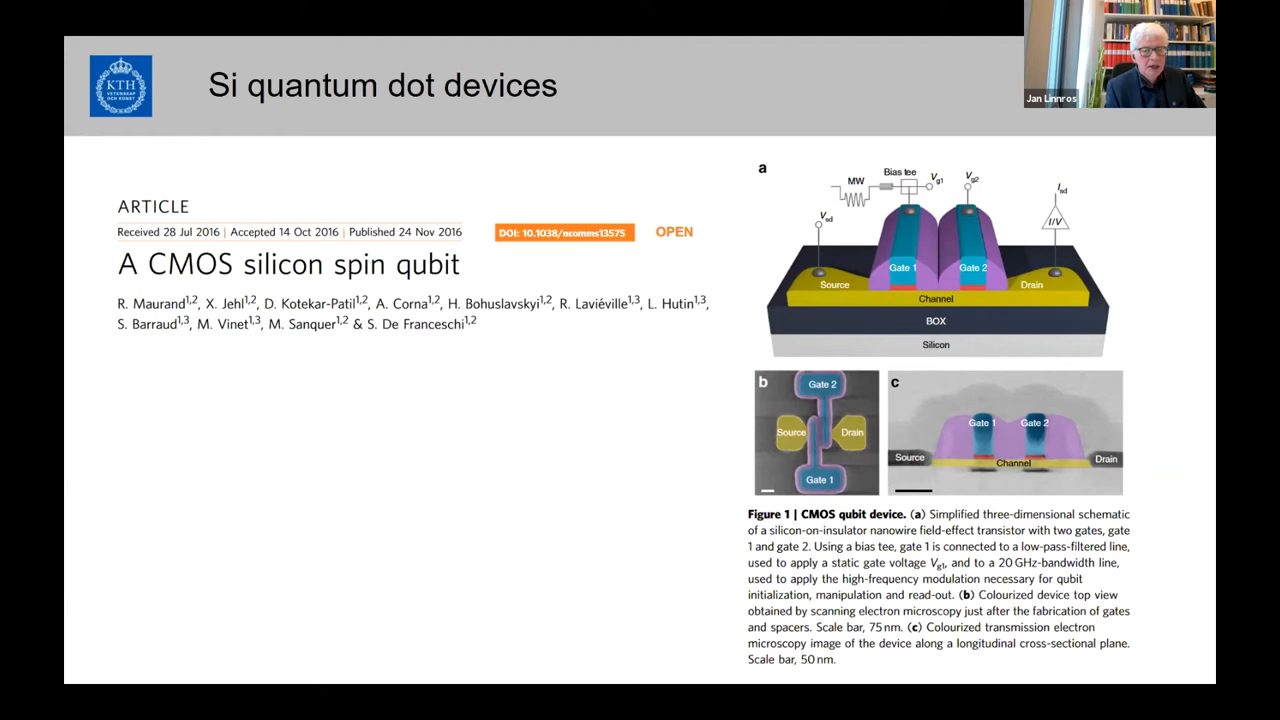 Jan Linnros
KTH
VETENSKAP
OCH KONST
Si quantum dot devices
ARTICLE
Received 28 Jul 2016 | Accepted 14 Oct 2016 | Published 24 Nov 2016
DOI: 10.1038/ncomms13575
OPEN
A CMOS silicon spin qubit
R. Maurand1,2, X. Jehl1,2, D. Kotekar-Patil1,2, A. Corna1,2, H. Bohuslavskyi1,2, R. Laviéville1,3, L. Hutin1,3,
S. Barraud1,3, M. Vinet1,3, M. Sanquer1,2 & S. De Franceschi1,2
a
MW
Bias tee
Vg1
Vg2
Vsd
Isd
I/V
Gate 1
Gate 2
Source
Drain
Channel
BOX
Silicon
b
Gate 2
Source
Drain
Gate 1
c
Gate 1
Gate 2
Source
Channel
Drain
Figure 1 | CMOS qubit device. (a) Simplified three-dimensional schematic
of a silicon-on-insulator nanowire field-effect transistor with two gates, gate
1 and gate 2. Using a bias tee, gate 1 is connected to a low-pass-filtered line,
used to apply a static gate voltage Vg1, and to a 20 GHz-bandwidth line,
used to apply the high-frequency modulation necessary for qubit
initialization, manipulation and read-out. (b) Colourized device top view
obtained by scanning electron microscopy just after the fabrication of gates
and spacers. Scale bar, 75 nm. (c) Colourized transmission electron
microscopy image of the device along a longitudinal cross-sectional plane.
Scale bar, 50 nm.